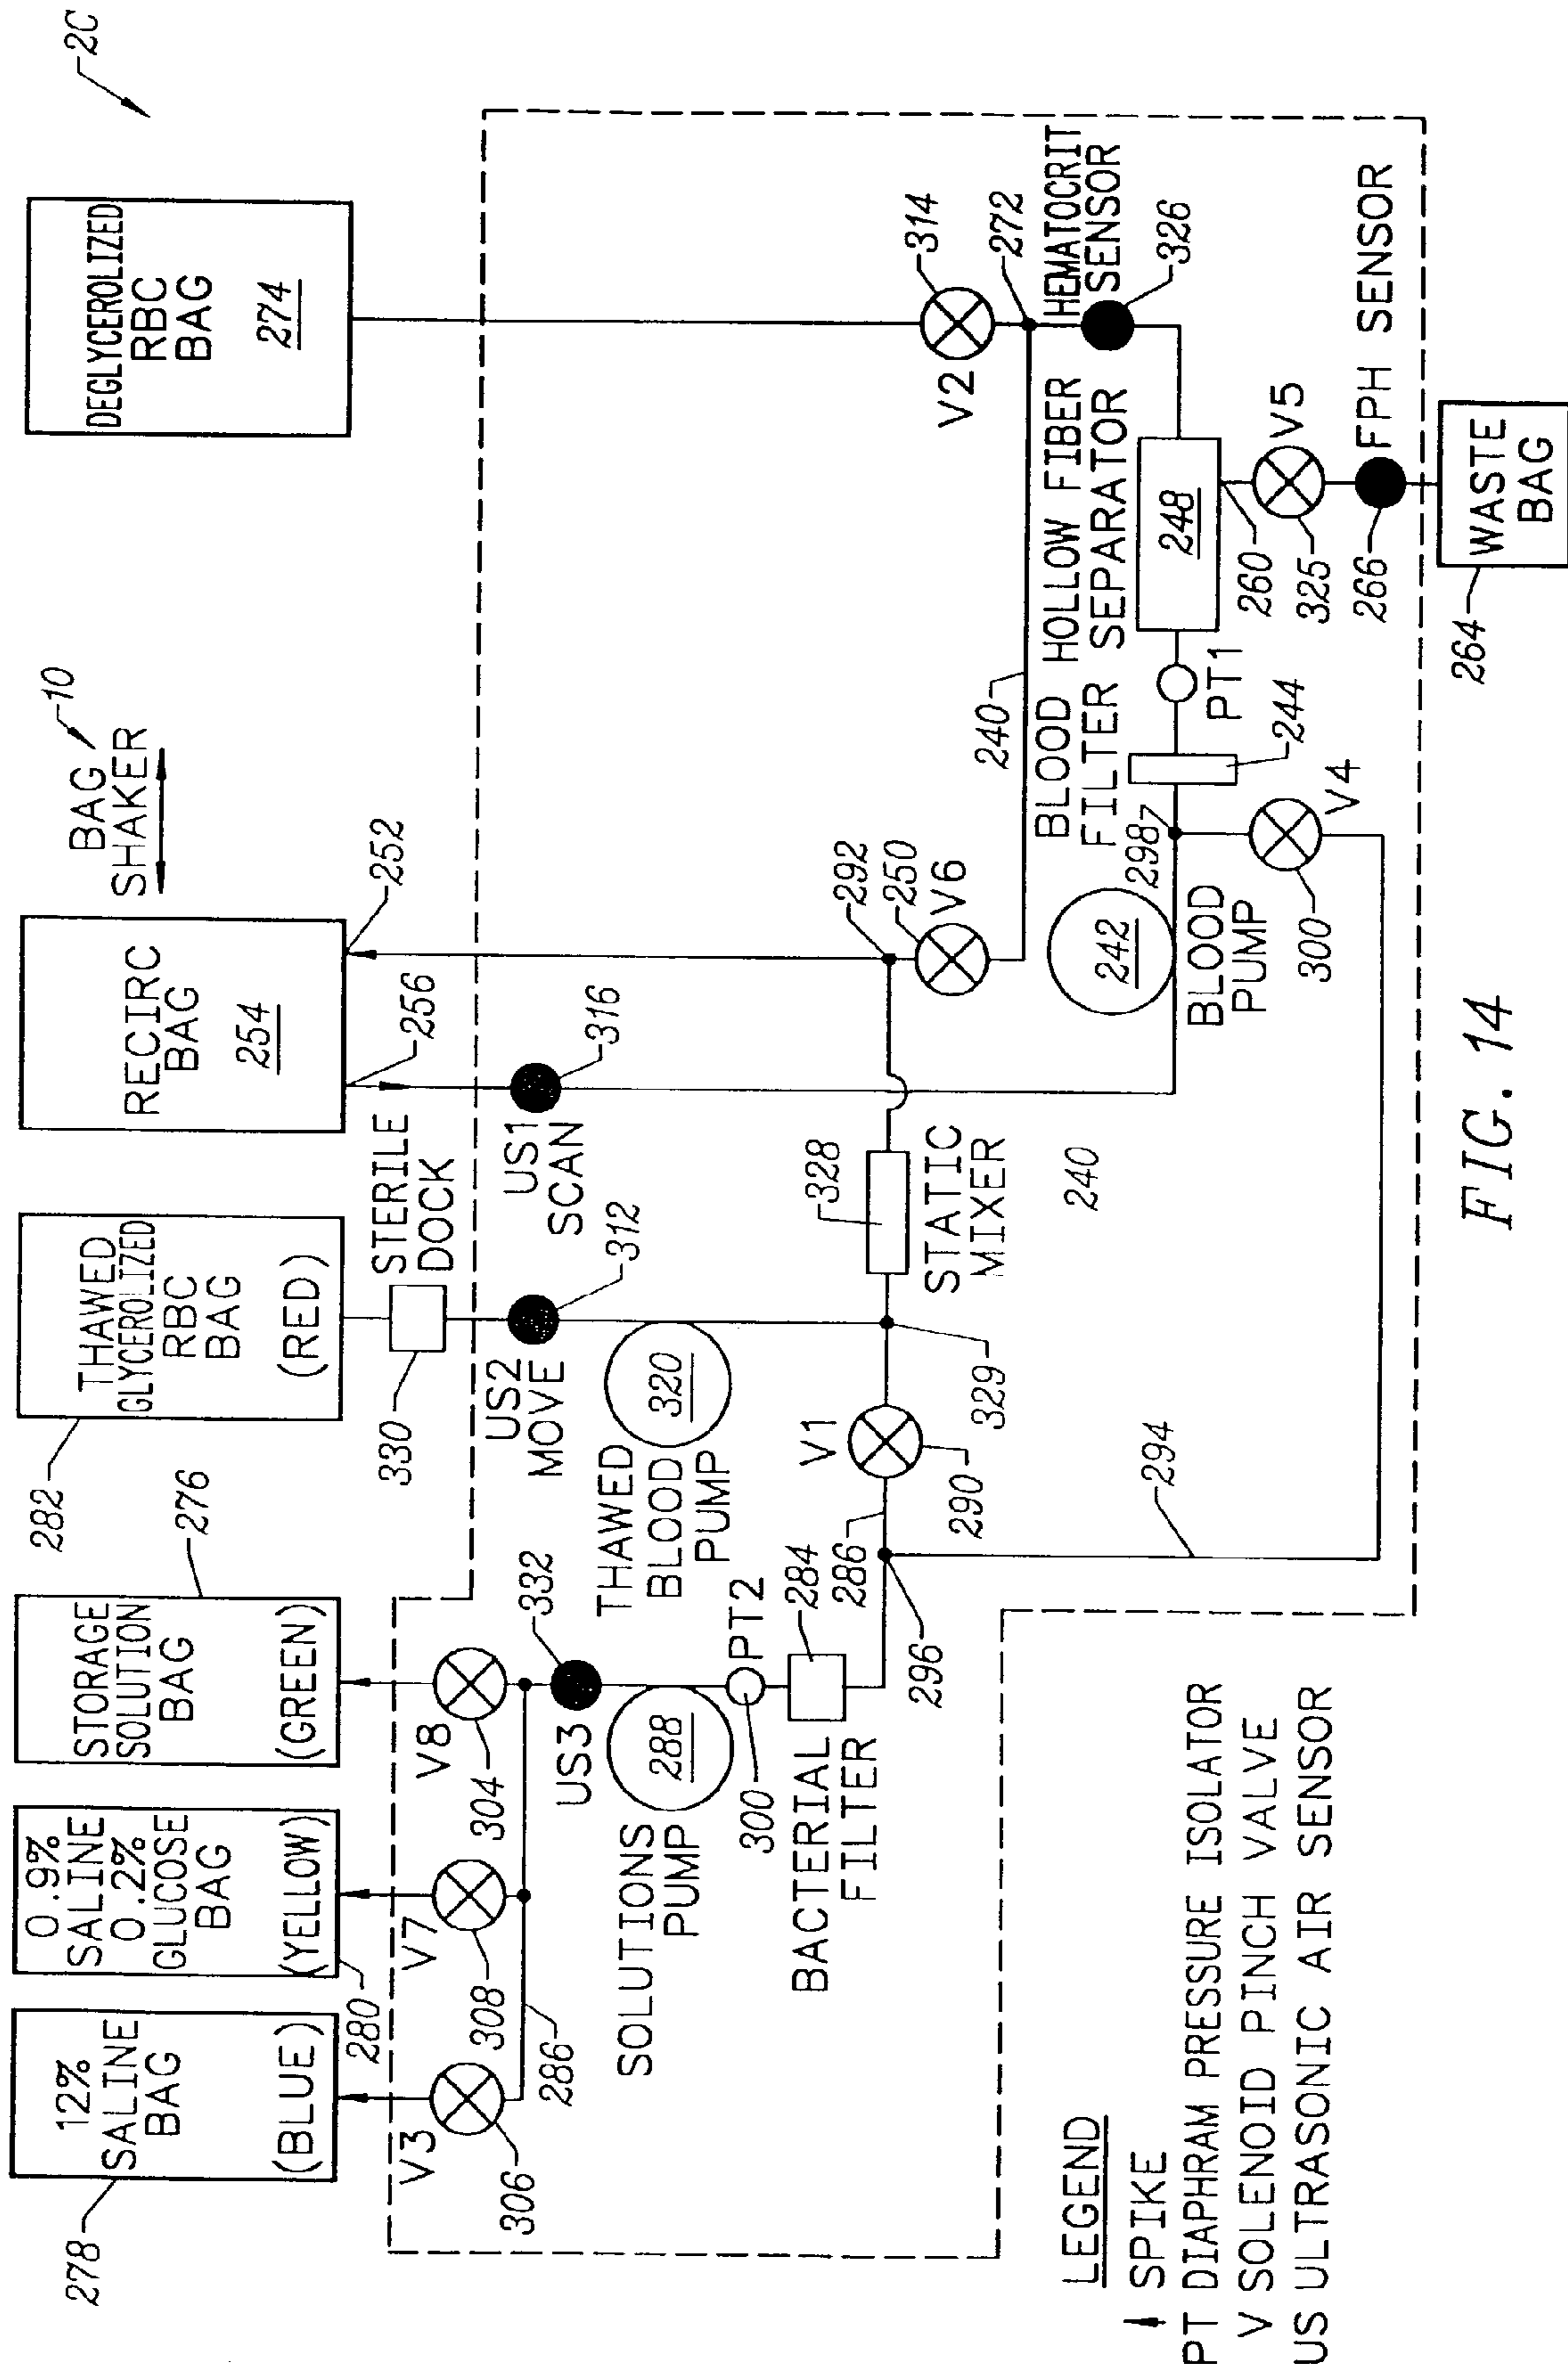 2C
DEGLYCEROLIZED
RBC
BAG
274
BAG
SHAKER
10
RECIRC
BAG
254
252
256
THAWED
GLYCEROLIZED
RBC
BAG
(RED)
282
STERILE
DOCK
330
STORAGE
SOLUTION
BAG
(GREEN)
276
0.9%
SALINE
0.2%
GLUCOSE
BAG
(YELLOW)
280
12%
SALINE
BAG
(BLUE)
278
V3
306
V7
308
V8
304
286
US3
332
SOLUTIONS
PUMP
288
PT2
300
BACTERIAL
FILTER
284
286
296
US2
MOVE
312
THAWED
BLOOD
PUMP
320
V1
290
329
294
US1
SCAN
316
328
STATIC
MIXER
240
292
250
V6
240
314
V2
272
HEMATOCRIT
SENSOR
326
BLOOD
FILTER
HOLLOW FIBER
SEPARATOR
248
242
BLOOD
PUMP
298
244
PT1
V4
300
260
V5
325
266
FPH SENSOR
WASTE
BAG
264
LEGEND
SPIKE
PT DIAPHRAM PRESSURE ISOLATOR
V SOLENOID PINCH VALVE
US ULTRASONIC AIR SENSOR
FIG. 14